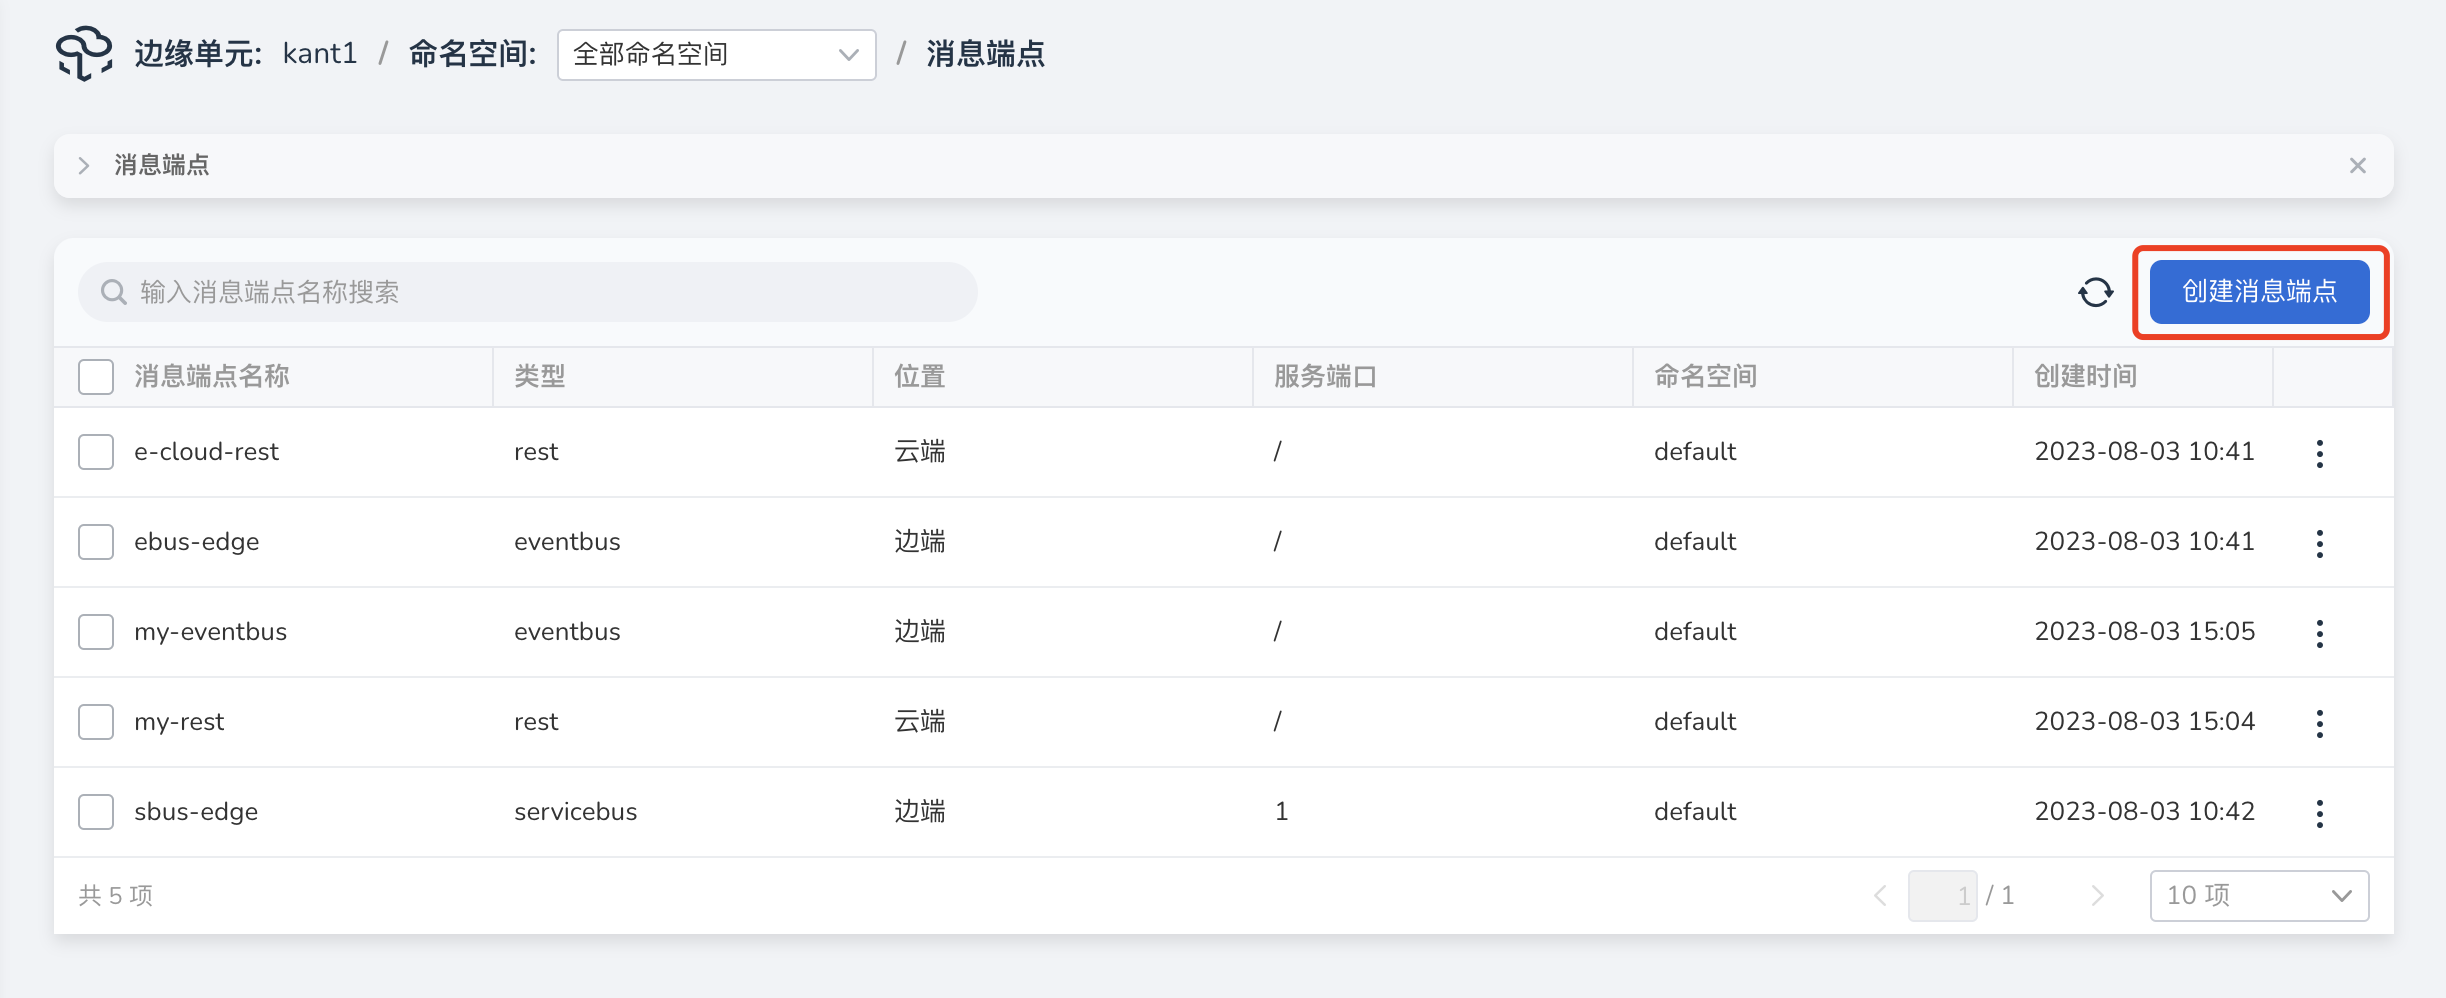 边缘单元: kant1 / 命名空间: 全部命名空间 / 消息端点
消息端点
输入消息端点名称搜索
创建消息端点
消息端点名称 类型 位置 服务端口 命名空间 创建时间
e-cloud-rest rest 云端 / default 2023-08-03 10:41
ebus-edge eventbus 边端 / default 2023-08-03 10:41
my-eventbus eventbus 边端 / default 2023-08-03 15:05
my-rest rest 云端 / default 2023-08-03 15:04
sbus-edge servicebus 边端 1 default 2023-08-03 10:42
共 5 项 1 / 1 10 项